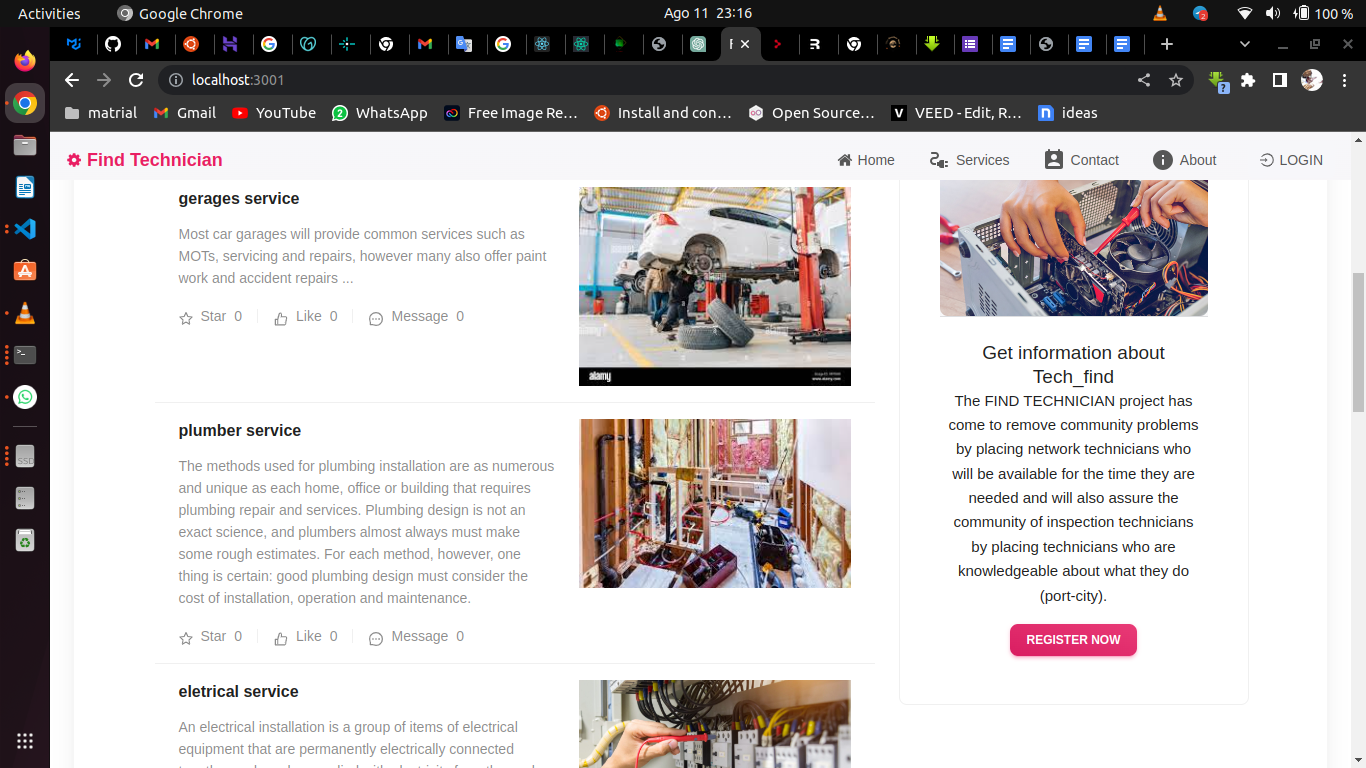 Activities
Google Chrome
Ago 11 23:16
2
100 %
localhost:3001
?
matrial
Gmail
YouTube
WhatsApp
Free Image Re…
Install and con…
Open Source…
VEED - Edit, R…
ideas
Find Technician
Home
Services
Contact
About
LOGIN
gerages service
Most car garages will provide common services such as
MOTs, servicing and repairs, however many also offer paint
work and accident repairs ...
Star 0
Like 0
Message 0
alamy
plumber service
The methods used for plumbing installation are as numerous
and unique as each home, office or building that requires
plumbing repair and services. Plumbing design is not an
exact science, and plumbers almost always must make
some rough estimates. For each method, however, one
thing is certain: good plumbing design must consider the
cost of installation, operation and maintenance.
Star 0
Like 0
Message 0
eletrical service
An electrical installation is a group of items of electrical
equipment that are permanently electrically connected
Get information about
Tech_find
The FIND TECHNICIAN project has
come to remove community problems
by placing network technicians who
will be available for the time they are
needed and will also assure the
community of inspection technicians
by placing technicians who are
knowledgeable about what they do
(port-city).
REGISTER NOW
SSD